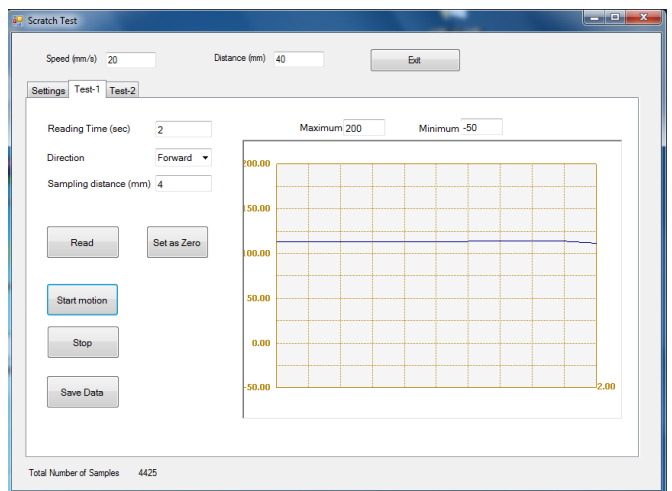 Scratch Test
Speed (mm/s) 20 Distance (mm) 40 Exit
Settings Test-1 Test-2
Reading Time (sec) 2 Maximum 200 Minimum -50
Direction Forward
Sampling distance (mm) 4
Read Set as Zero
Start motion
Stop
Save Data
200.00
150.00
100.00
50.00
0.00
-50.00 2.00
Total Number of Samples 4425